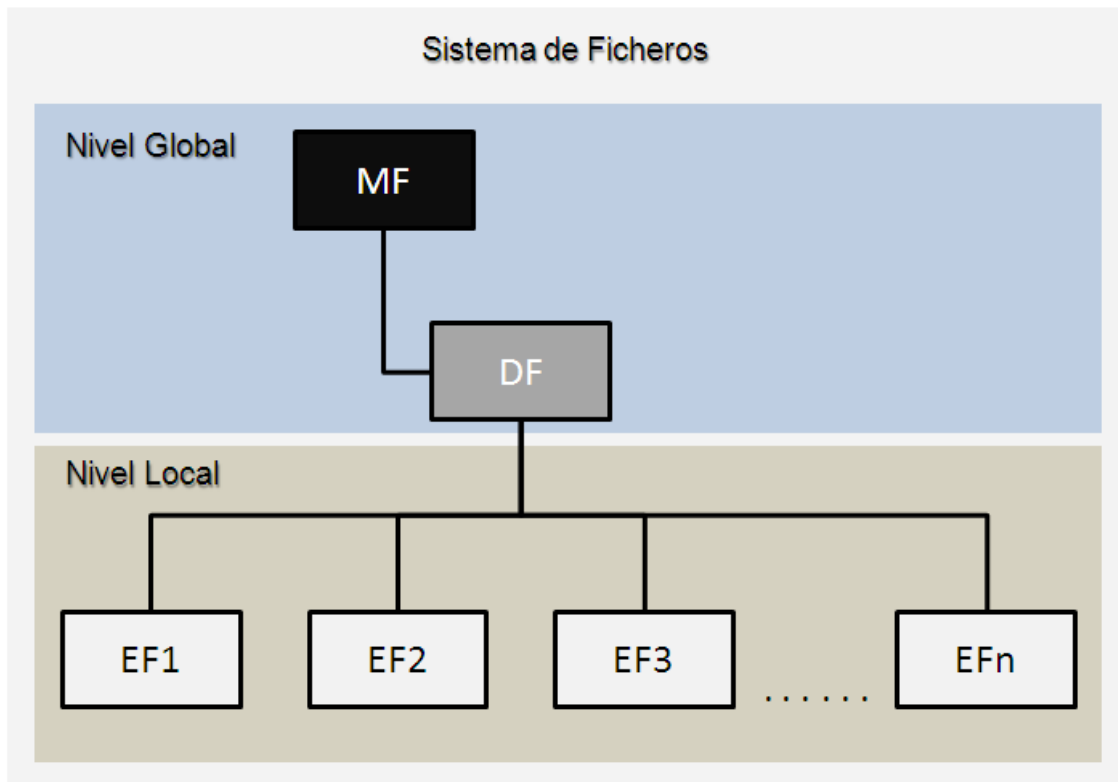 Sistema de Ficheros
Nivel Global
MF
DF
Nivel Local
EF1
EF2
EF3
......
EFn